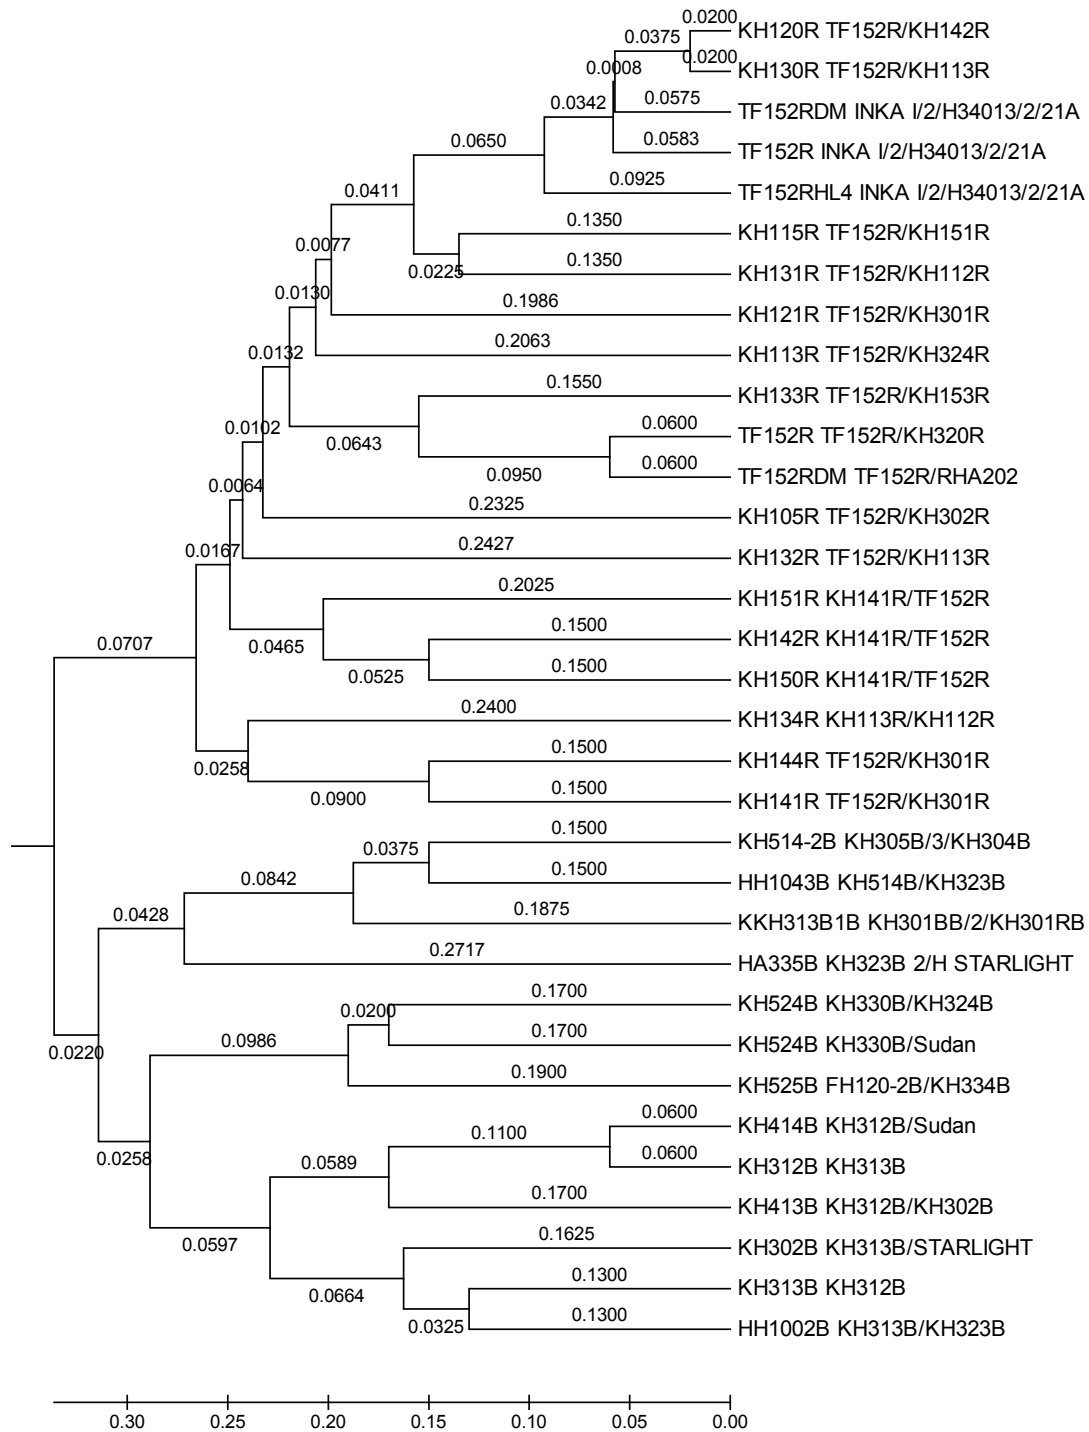 0.0200
KH120R TF152R/KH142R
0.0375
0.0200
KH130R TF152R/KH113R
0.0008
0.0575
TF152RDM INKA I/2/H34013/2/21A
0.0342
0.0583
TF152R INKA I/2/H34013/2/21A
0.0650
0.0925
TF152RHL4 INKA I/2/H34013/2/21A
0.0411
0.1350
KH115R TF152R/KH151R
0.0077
0.0225
0.1350
KH131R TF152R/KH112R
0.0130
0.1986
KH121R TF152R/KH301R
0.2063
KH113R TF152R/KH324R
0.0132
0.1550
KH133R TF152R/KH153R
0.0102
0.0643
0.0600
TF152R TF152R/KH320R
0.0950
0.0600
TF152RDM TF152R/RHA202
0.0064
0.2325
KH105R TF152R/KH302R
0.0167
0.2427
KH132R TF152R/KH113R
0.2025
KH151R KH141R/TF152R
0.0707
0.0465
0.1500
KH142R KH141R/TF152R
0.0525
0.1500
KH150R KH141R/TF152R
0.2400
KH134R KH113R/KH112R
0.0258
0.1500
KH144R TF152R/KH301R
0.0900
0.1500
KH141R TF152R/KH301R
0.1500
KH514-2B KH305B/3/KH304B
0.0375
0.0842
0.1500
HH1043B KH514B/KH323B
0.0428
0.1875
KKH313B1B KH301BB/2/KH301RB
0.2717
HA335B KH323B 2/H STARLIGHT
0.1700
KH524B KH330B/KH324B
0.0200
0.0220
0.0986
0.1700
KH524B KH330B/Sudan
0.1900
KH525B FH120-2B/KH334B
0.0600
KH414B KH312B/Sudan
0.0258
0.1100
0.0600
KH312B KH313B
0.0589
0.1700
KH413B KH312B/KH302B
0.0597
0.1625
KH302B KH313B/STARLIGHT
0.0664
0.1300
KH313B KH312B
0.0325
0.1300
HH1002B KH313B/KH323B
0.30 0.25 0.20 0.15 0.10 0.05 0.00